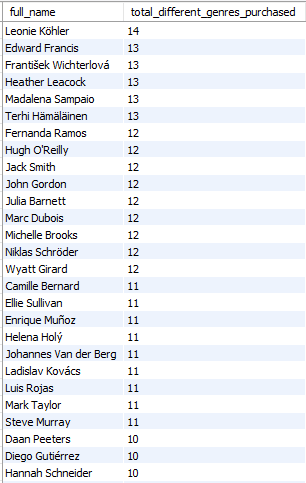 full_name total_different_genres_purchased
Leonie Köhler 14
Edward Francis 13
František Wichterlová 13
Heather Leacock 13
Madalena Sampaio 13
Terhi Hämäläinen 13
Fernanda Ramos 12
Hugh O'Reilly 12
Jack Smith 12
John Gordon 12
Julia Barnett 12
Marc Dubois 12
Michelle Brooks 12
Niklas Schröder 12
Wyatt Girard 12
Camille Bernard 11
Ellie Sullivan 11
Enrique Muñoz 11
Helena Holý 11
Johannes Van der Berg 11
Ladislav Kovács 11
Luis Rojas 11
Mark Taylor 11
Steve Murray 11
Daan Peeters 10
Diego Gutiérrez 10
Hannah Schneider 10